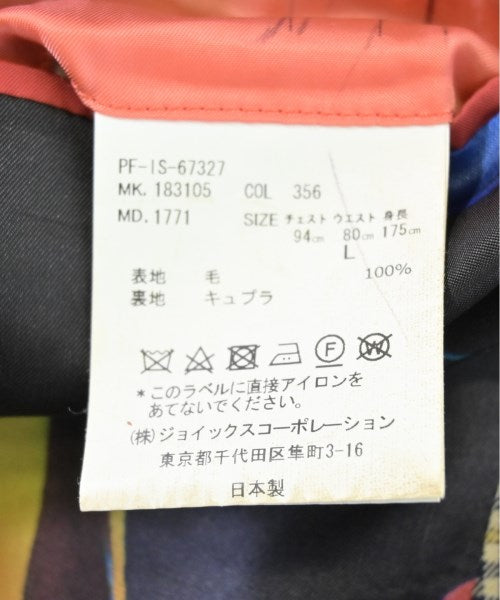 PF-IS-67327
MK. 183105 COL 356
MD. 1771 SIZE チェスト ウエスト 身長
94cm 80cm 175cm
L
表地 毛 100%
裏地 キュプラ
F W
*このラベルに直接アイロンを
あてないでください。
(株)ジョイックスコーポレーション
東京都千代田区隼町3-16
日本製